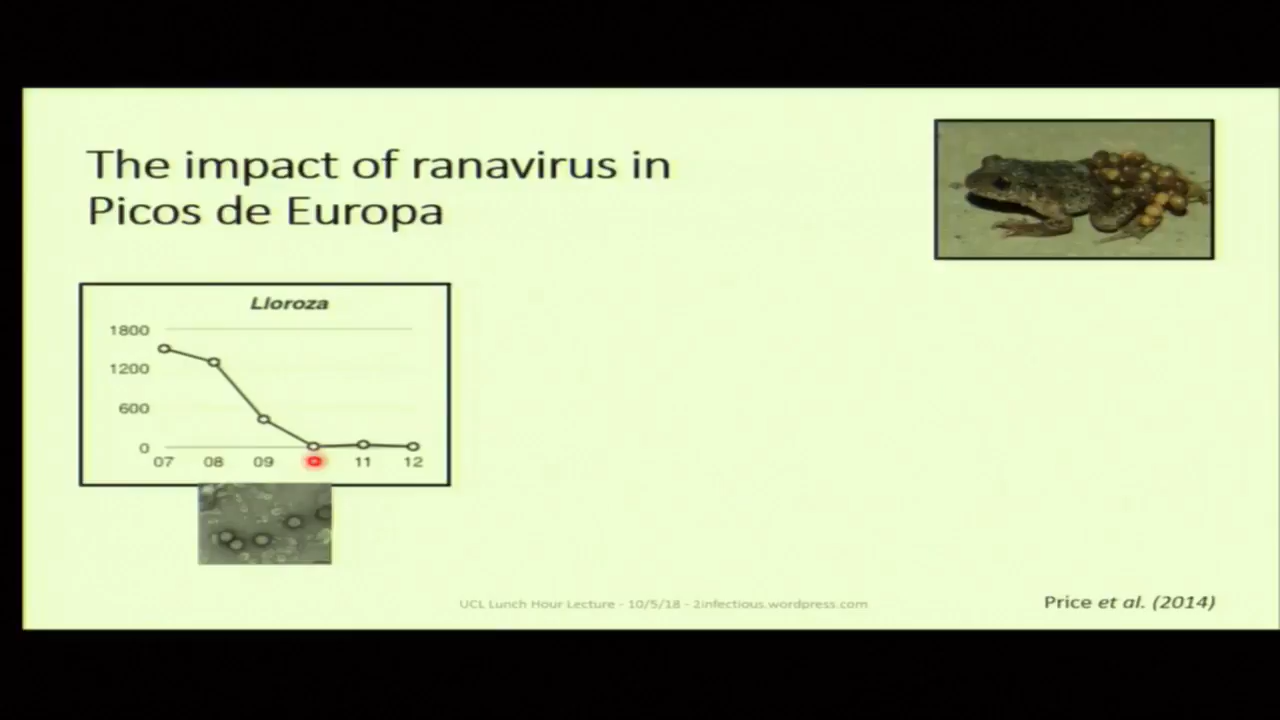 The impact of ranavirus in
Picos de Europa
Lloroza
1800
1200
600
0
07 08 09 11 12
UCL Lunch Hour Lecture - 10/5/18 - 2infectious.wordpress.com
Price et al. (2014)